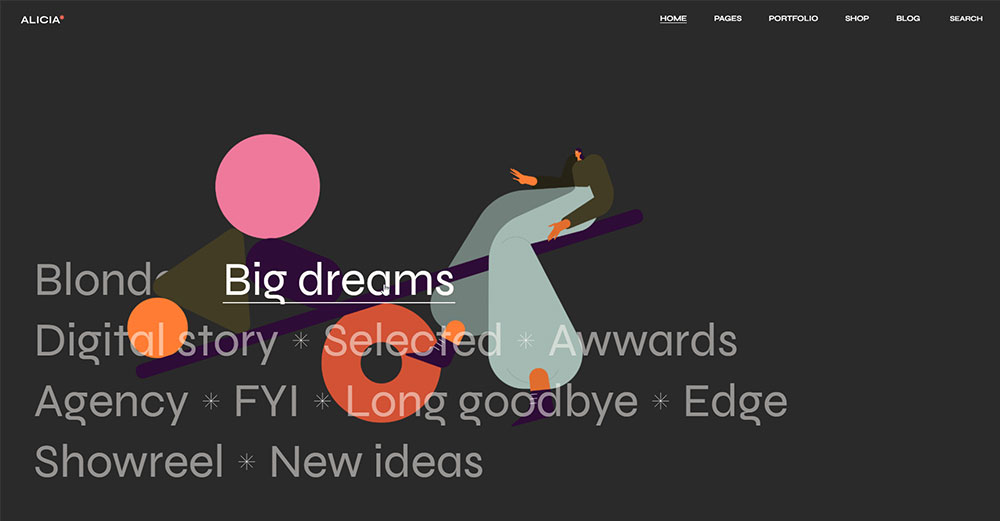 ALICIA*
HOME PAGES PORTFOLIO SHOP BLOG SEARCH
Big dreams
Digital story * Selected * Awwards
Agency * FYI * Long goodbye * Edge
Showreel * New ideas